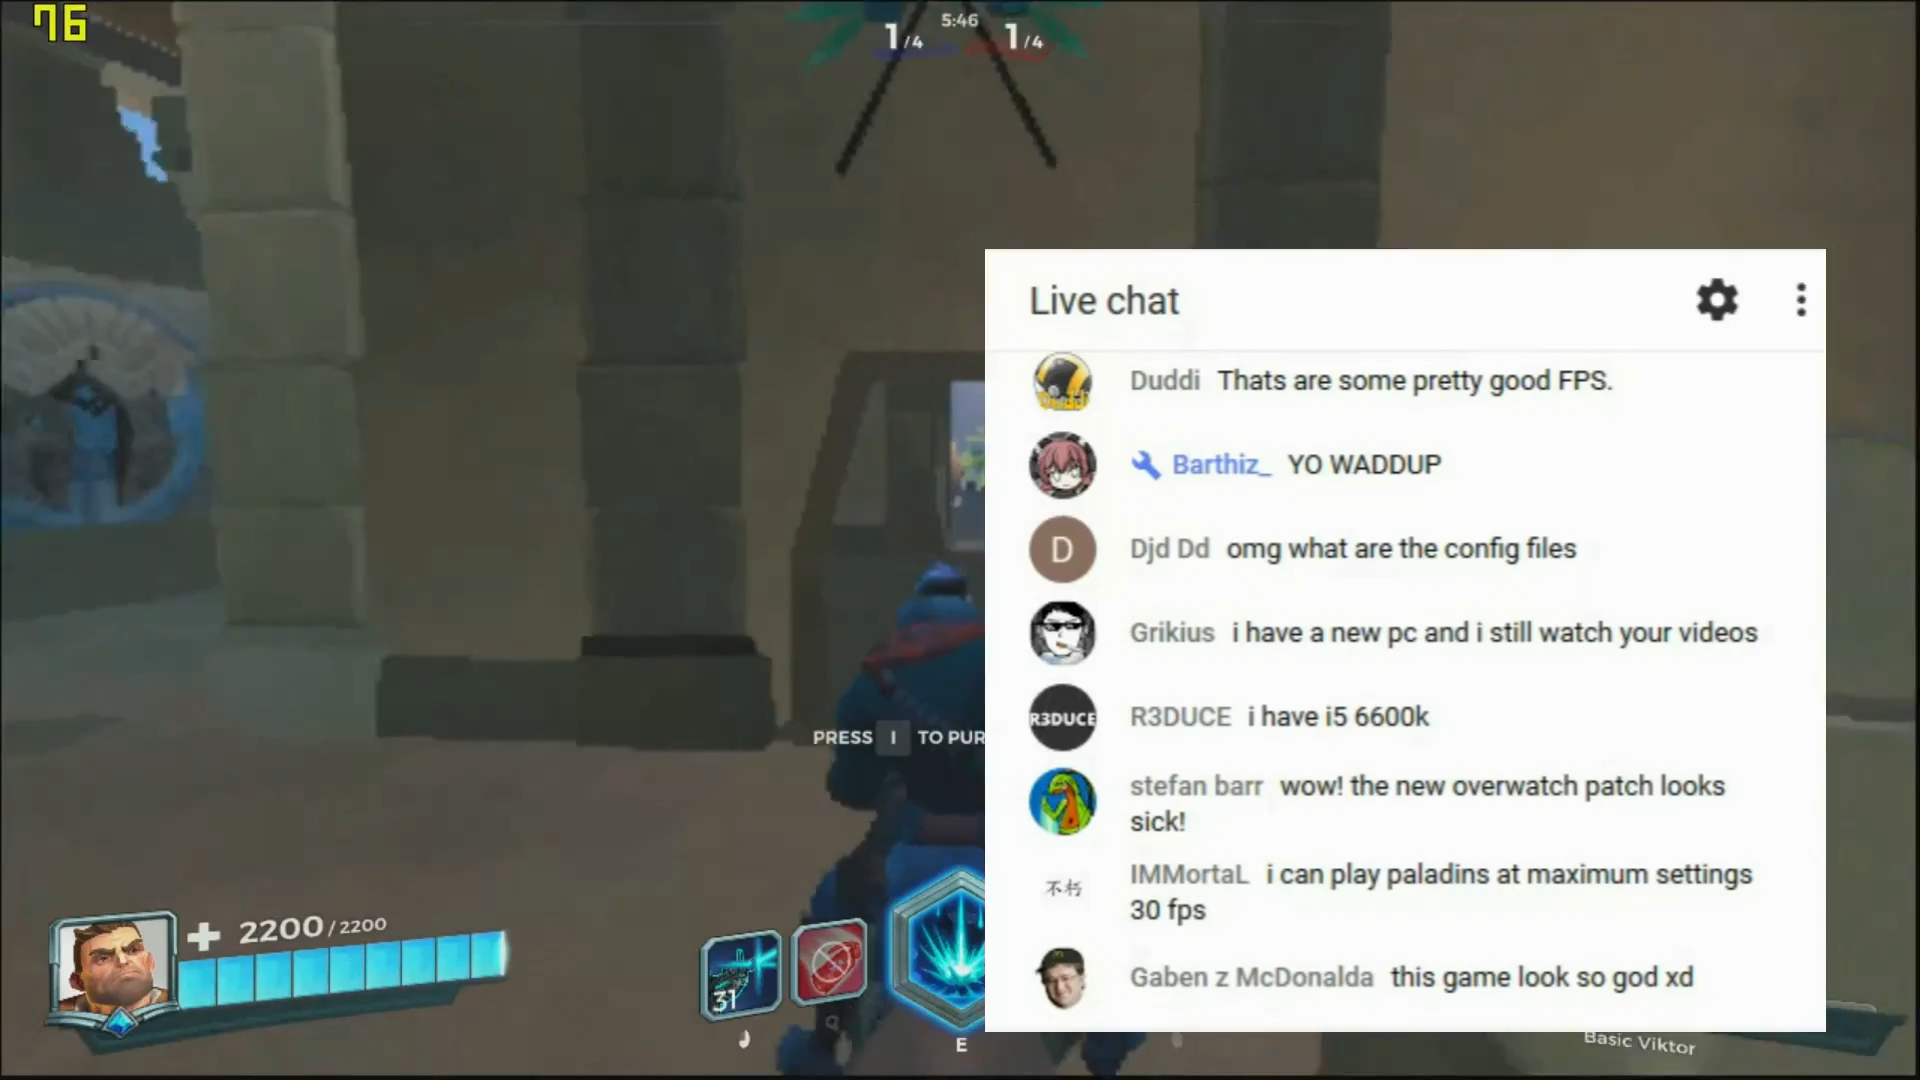 76
5:46
1/4 1/4
Live chat
Duddi Thats are some pretty good FPS.
Barthiz_ YO WADDUP
D Djd Dd omg what are the config files
Grikius i have a new pc and i still watch your videos
R3DUCE R3DUCE i have i5 6600k
PRESS I TO PUR
stefan barr wow! the new overwatch patch looks
sick!
不朽 IMMortaL i can play paladins at maximum settings
30 fps
Gaben z McDonalda this game look so god xd
2200/2200
31
Q
E
Basic Viktor